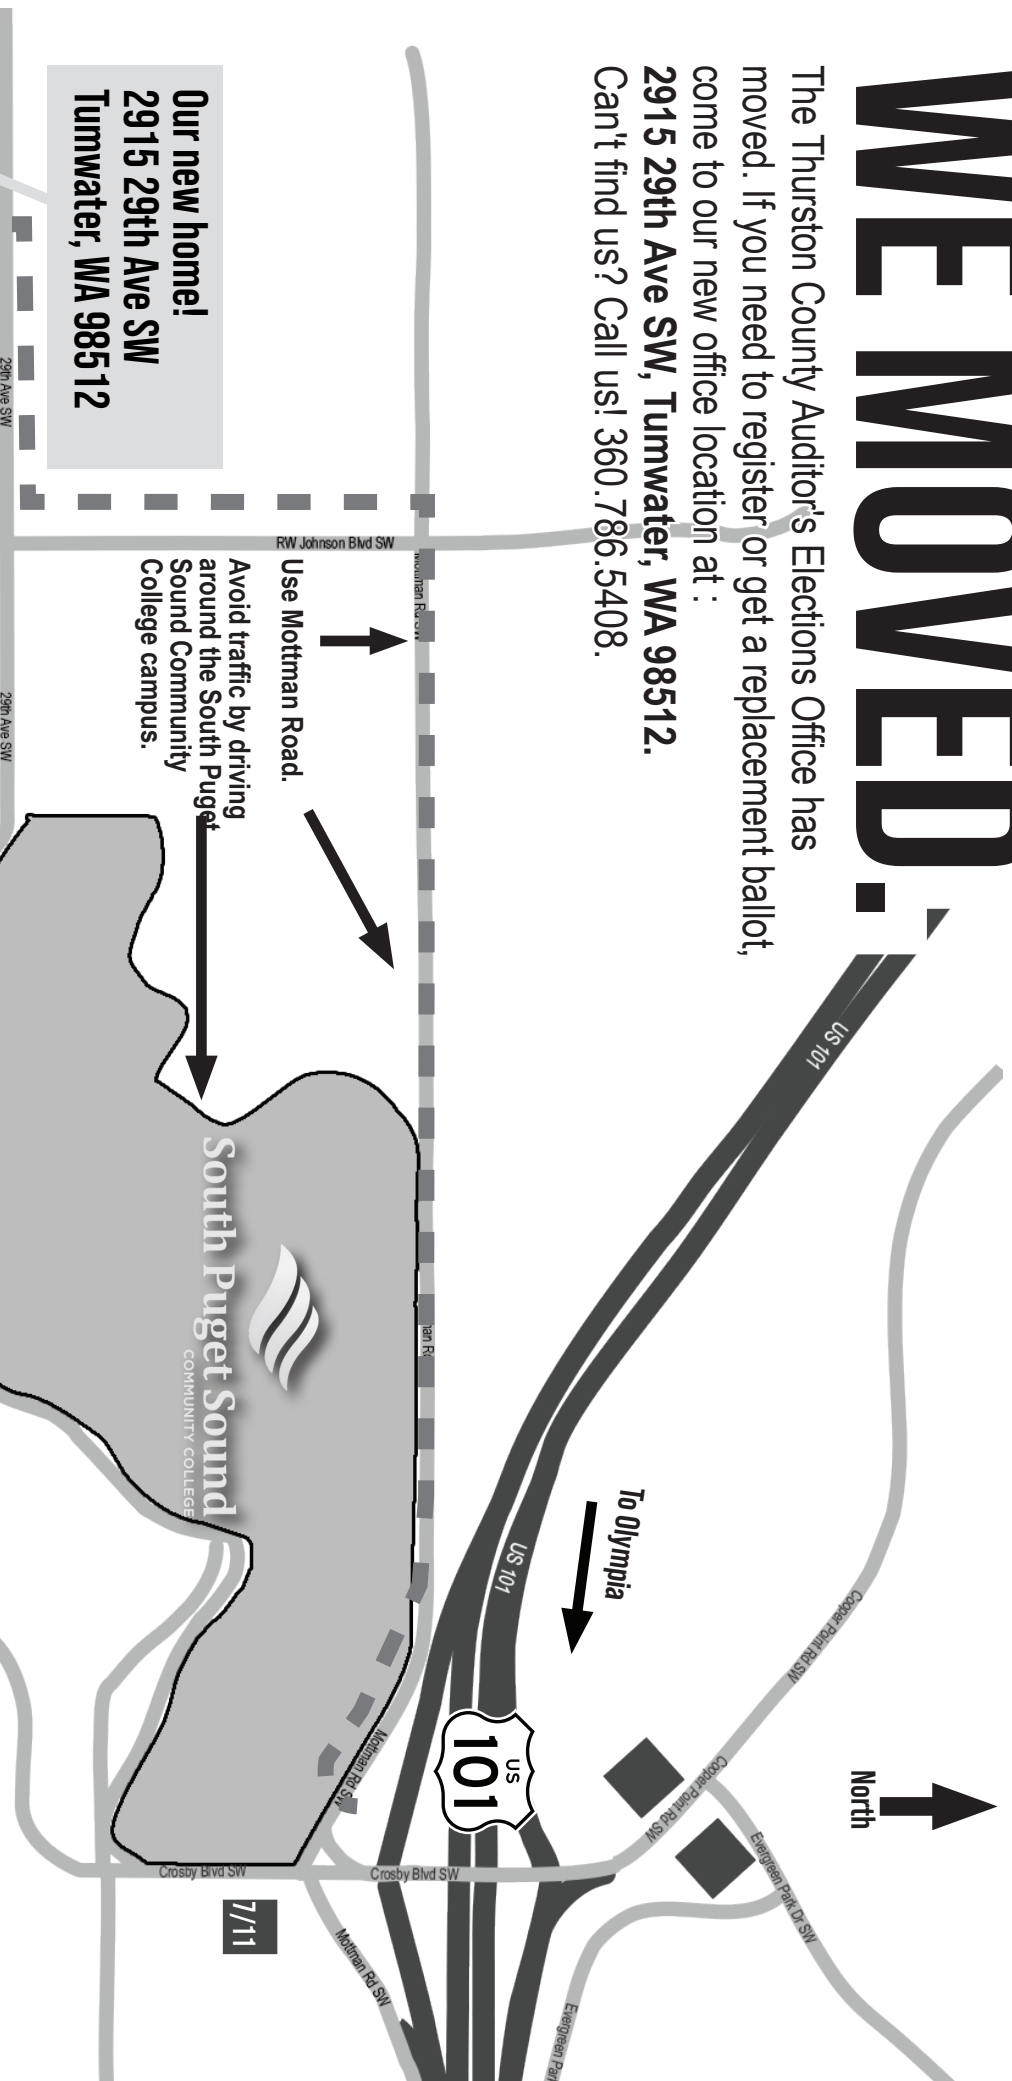 WE MOVED.
The Thurston County Auditor's Elections Office has
moved. If you need to register or get a replacement ballot,
come to our new office location at :
2915 29th Ave SW, Tumwater, WA 98512.
Can't find us? Call us! 360.786.5408.
North
US 101
Cooper Point Rd SW
Cooper Point Rd SW
Evergreen Park Dr SW
Evergreen Par
To Olympia
US 101
US
101
Mottman Rd SW
Mottman Rd SW
Mottman Rd SW
Crosby Blvd SW
Crosby Blvd SW
7/11
RW Johnson Blvd SW
Use Mottman Road.
Avoid traffic by driving
around the South Puget
Sound Community
College campus.
South Puget Sound
COMMUNITY COLLEGE
Our new home!
2915 29th Ave SW
Tumwater, WA 98512
29th Ave SW
29th Ave SW